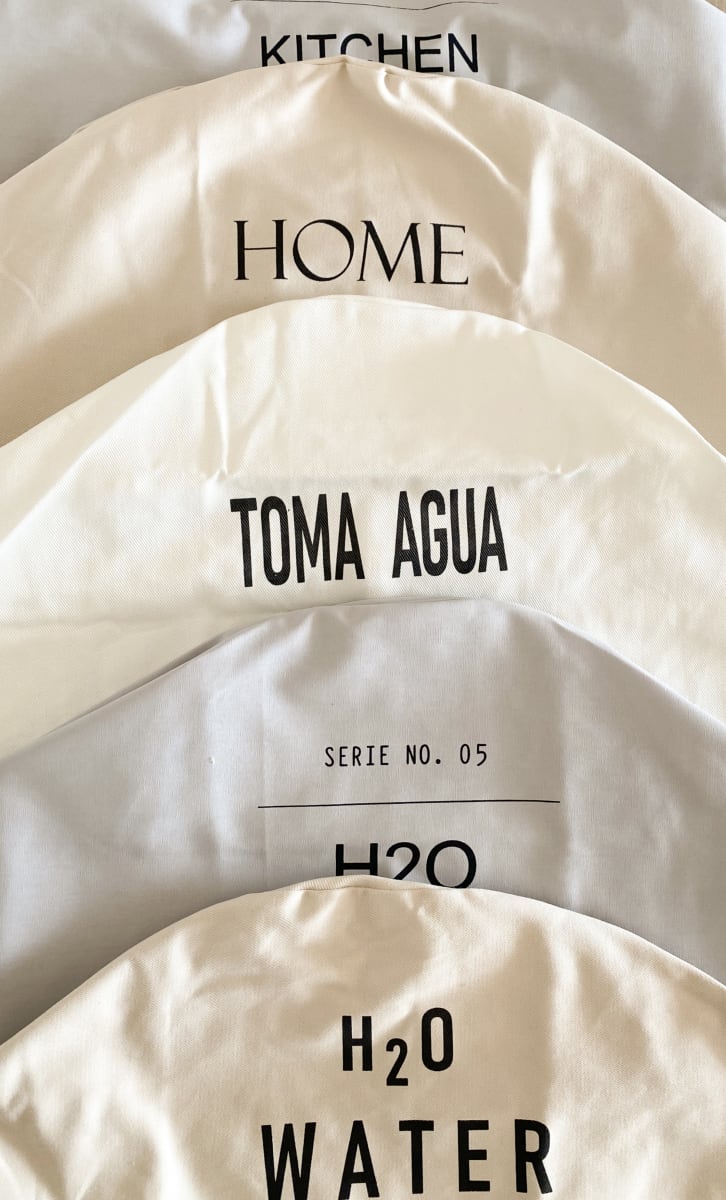 KITCHEN
HOME
TOMA AGUA
SERIE NO. 05
H2O
H₂O
WATER